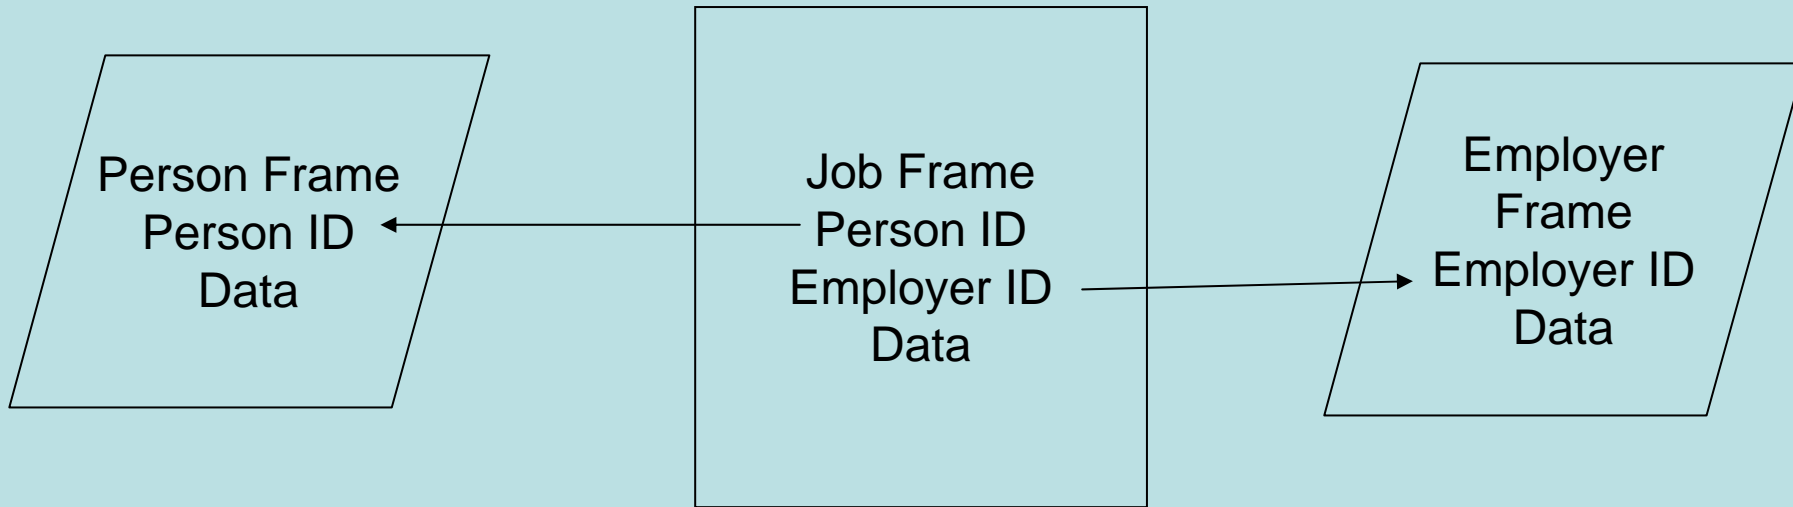 Person Frame
Person ID
Data
Job Frame
Person ID
Employer ID
Data
Employer
Frame
Employer ID
Data